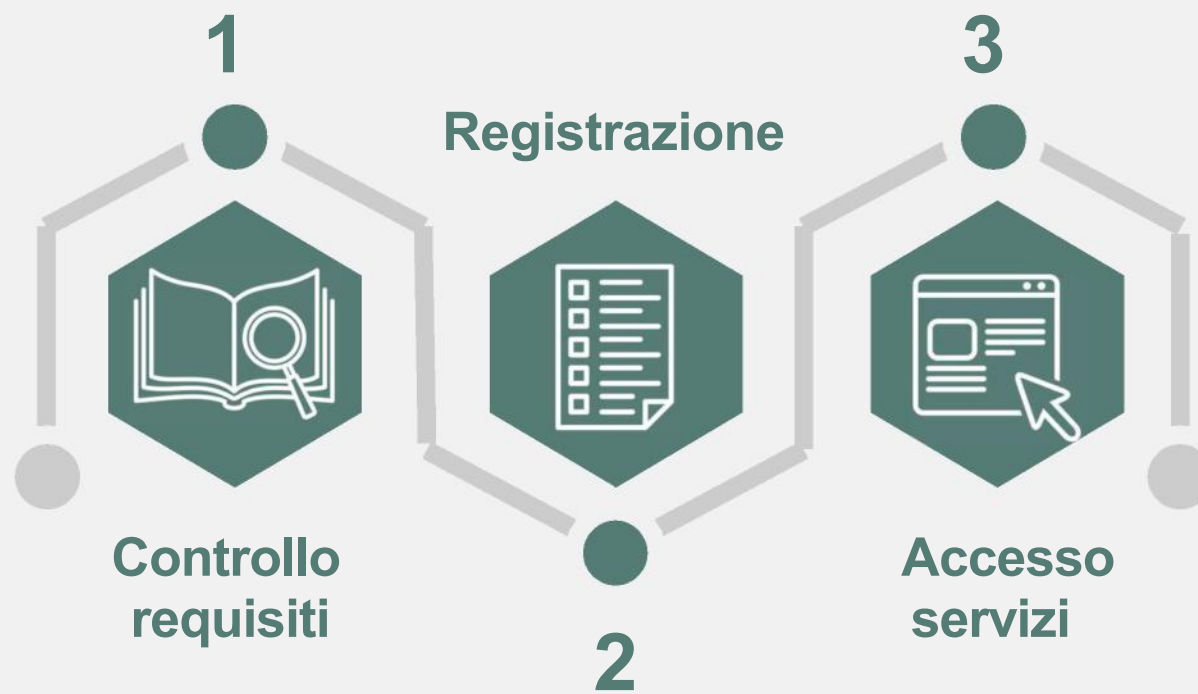 1
Controllo
requisiti
Registrazione
2
3
Accesso
servizi